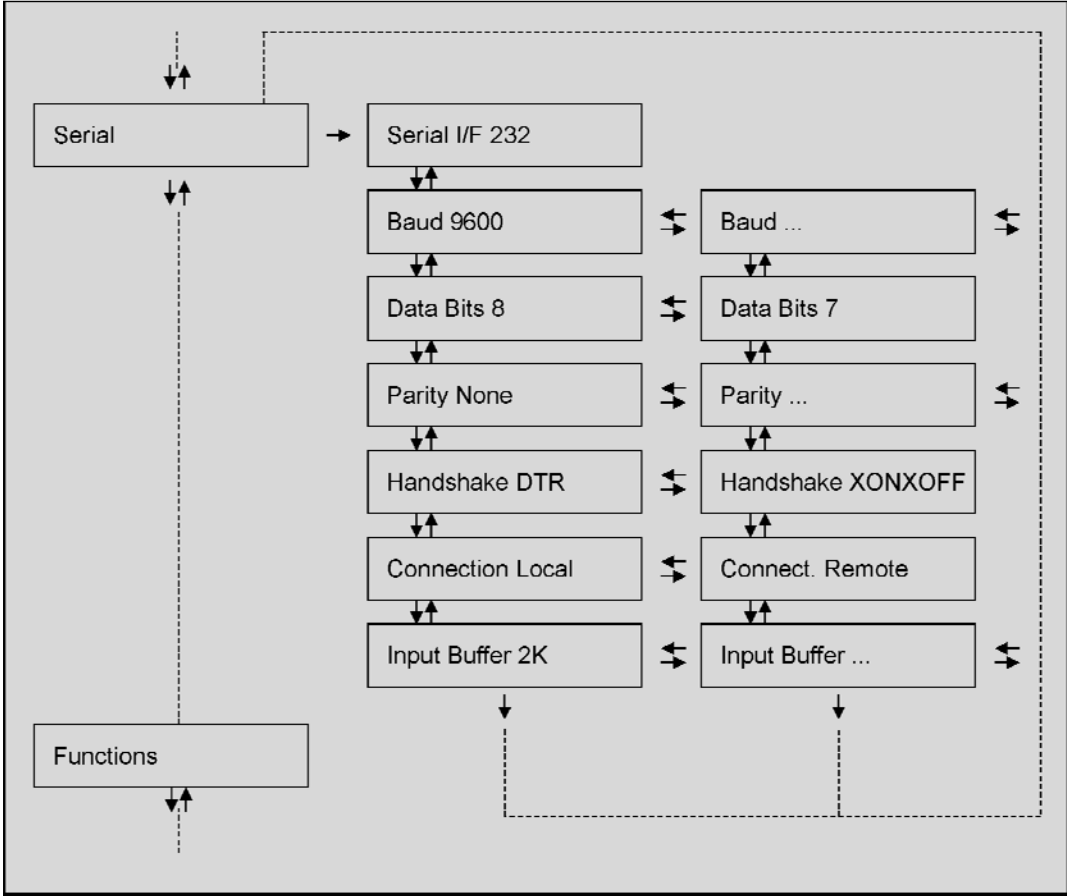 Serial
Serial I/F 232
Baud 9600
Baud ...
Data Bits 8
Data Bits 7
Parity None
Parity ...
Handshake DTR
Handshake XONXOFF
Connection Local
Connect. Remote
Input Buffer 2K
Input Buffer ...
Functions